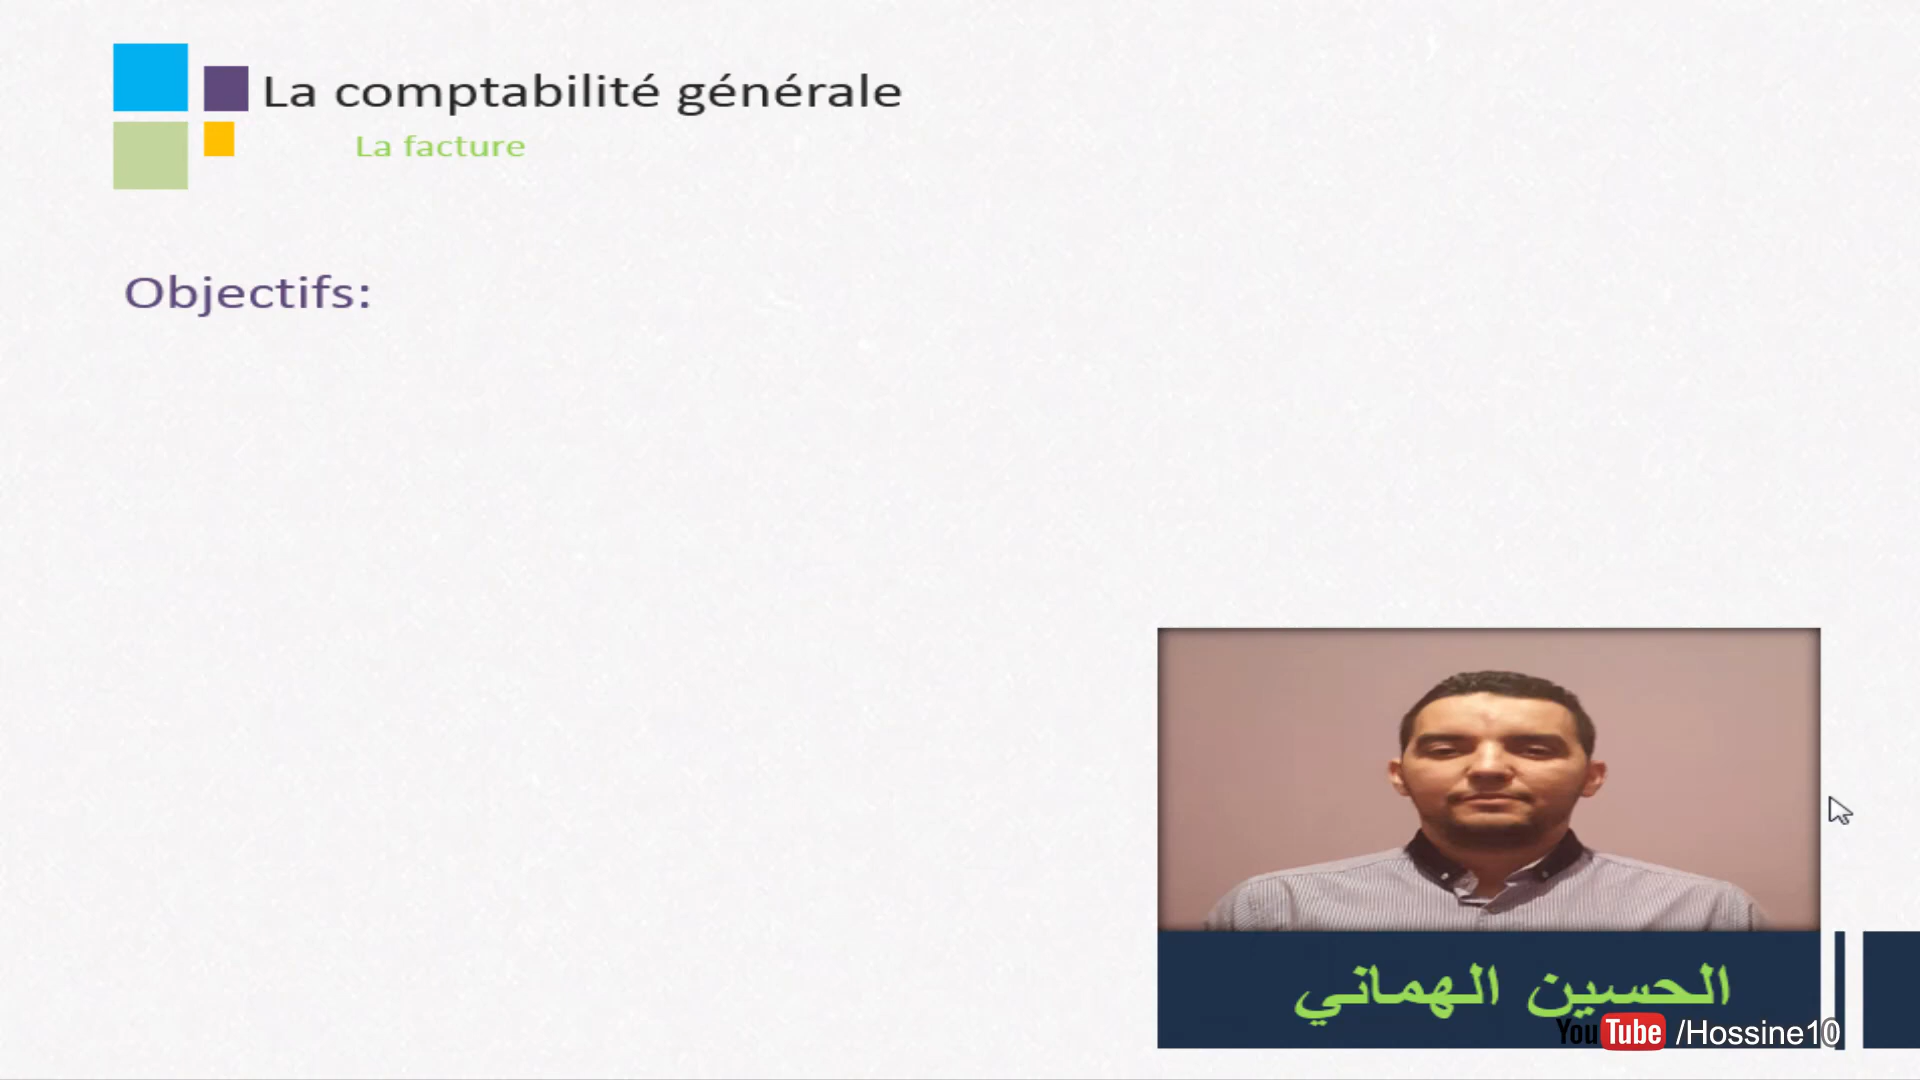 La comptabilité générale
La facture
Objectifs:
الحسين الهماني
YouTube /Hossine10